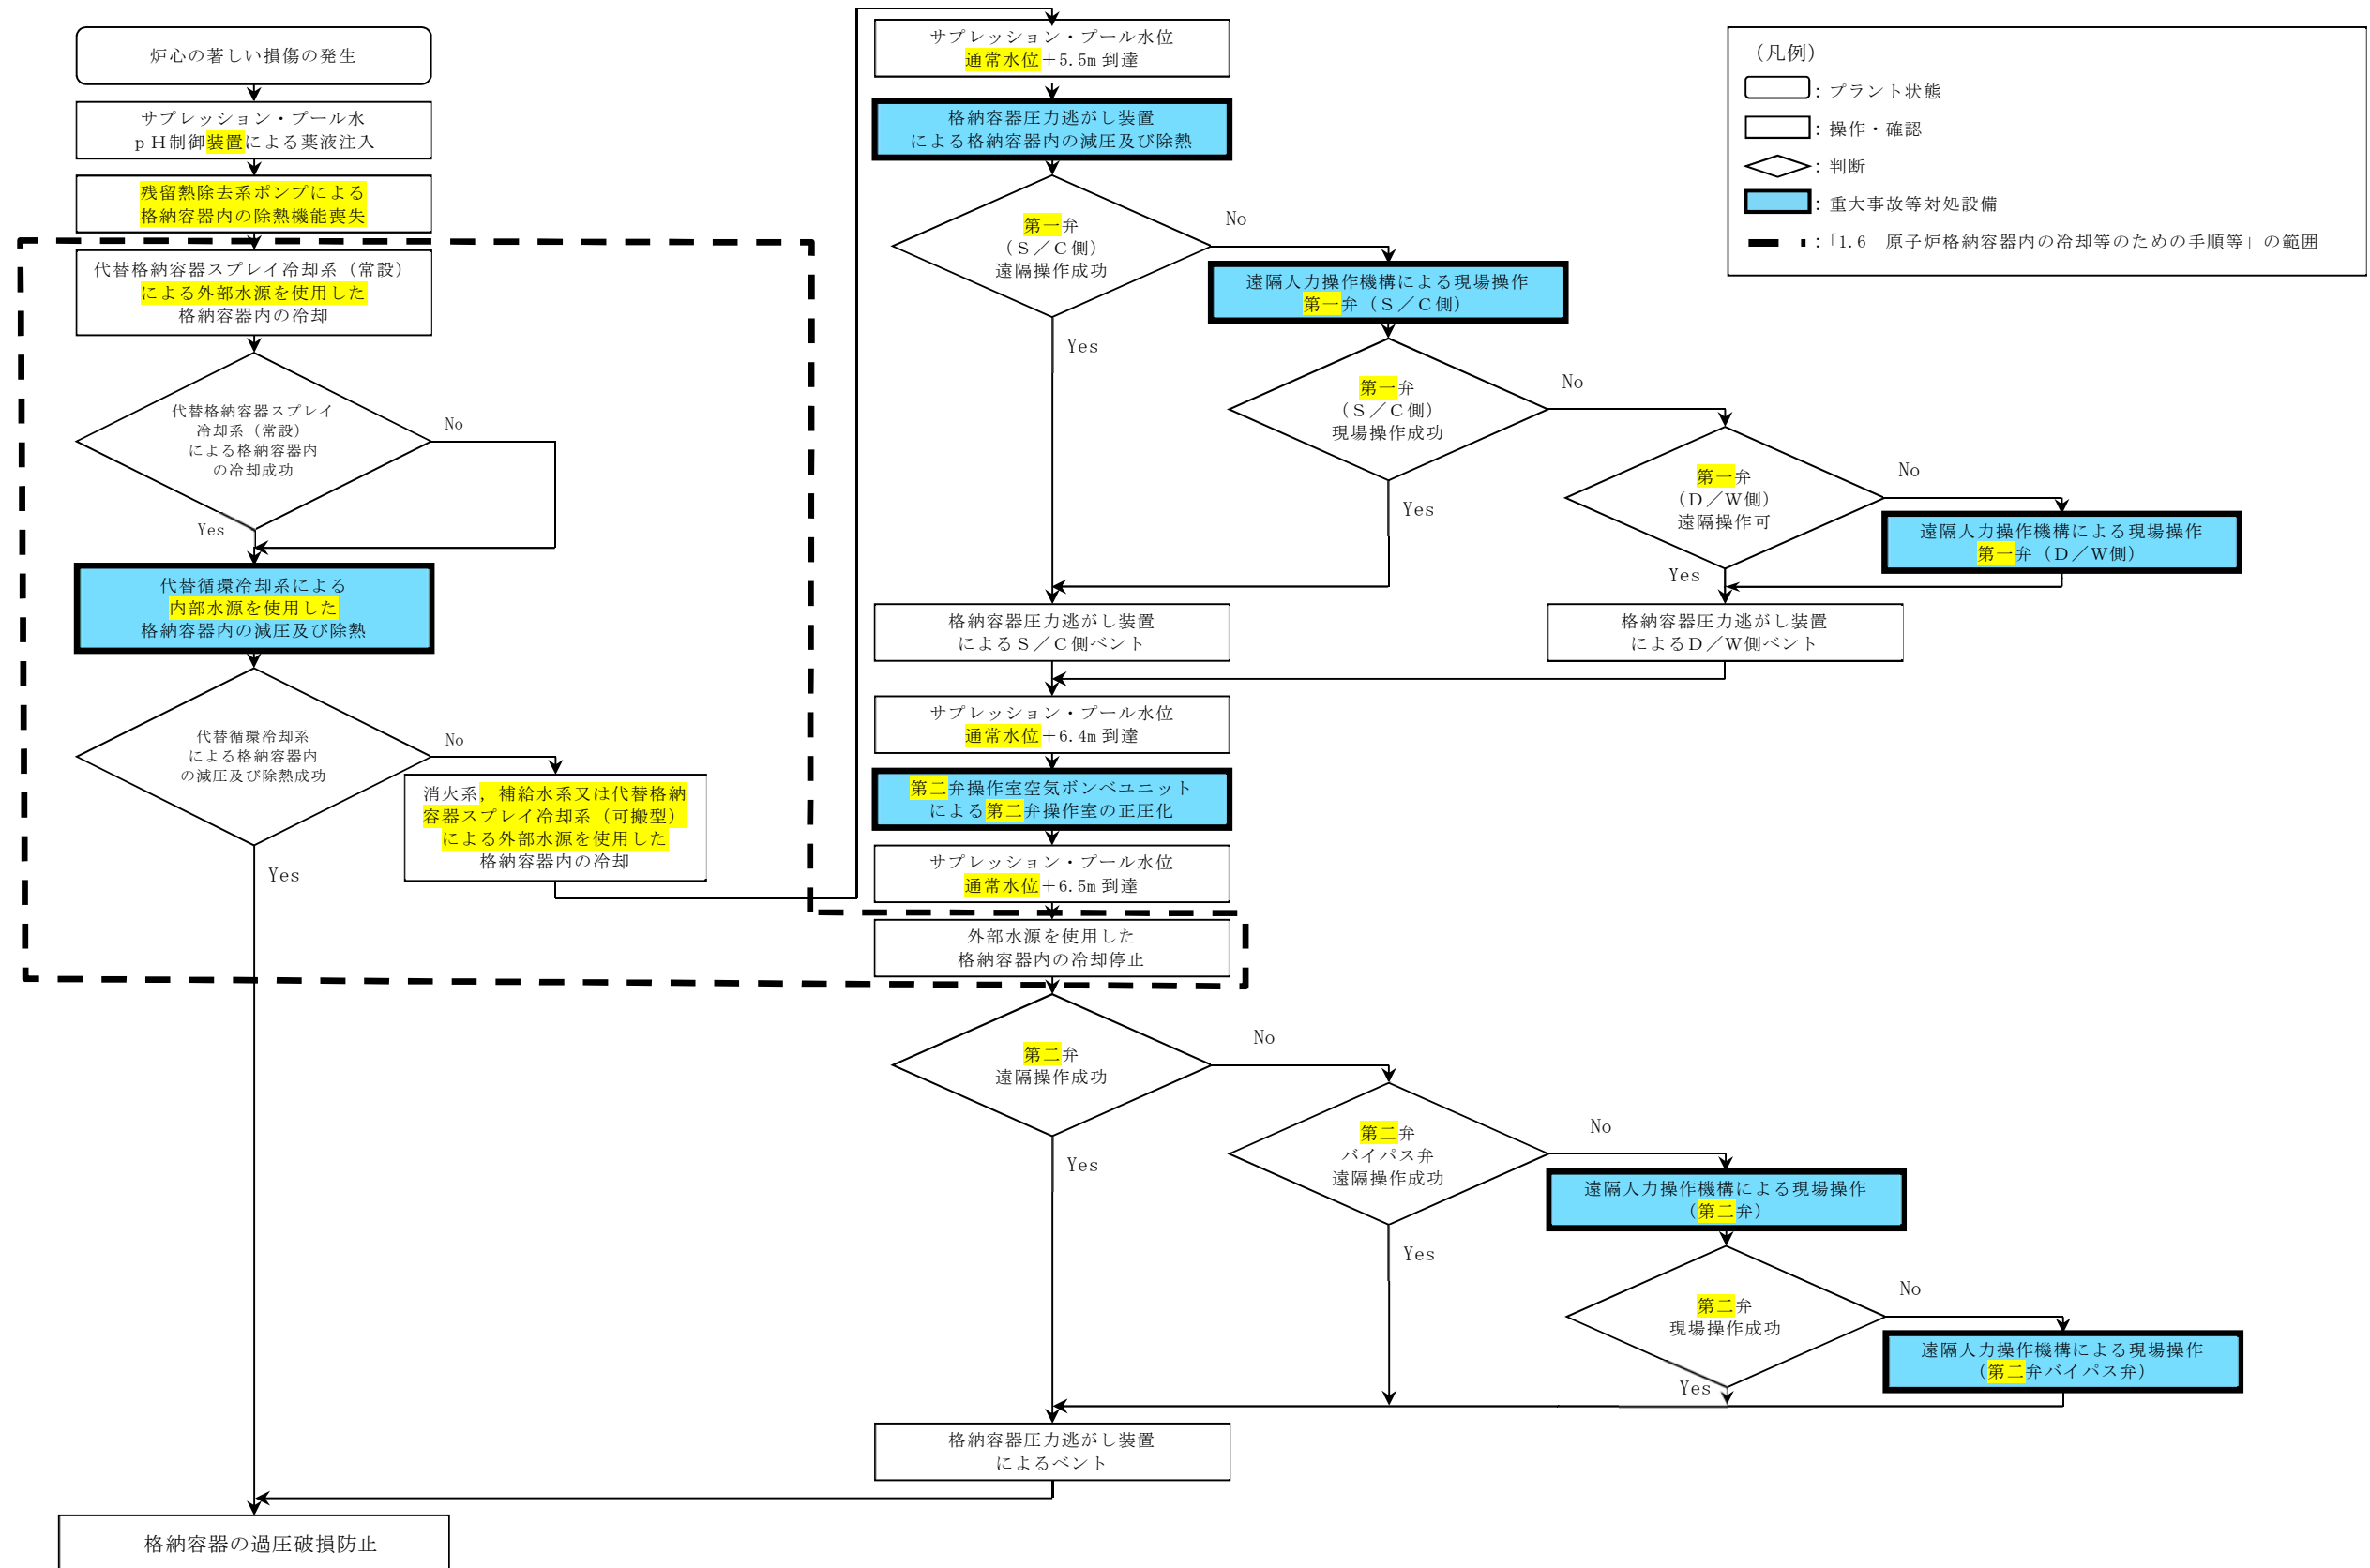 炉心の著しい損傷の発生
サプレッション・プール水
pH制御装置による薬液注入
残留熱除去系ポンプによる
格納容器内の除熱機能喪失
代替格納容器スプレイ冷却系（常設）
による外部水源を使用した
格納容器内の冷却
代替格納容器スプレイ
冷却系（常設）
による格納容器内
の冷却成功
No
Yes
代替循環冷却系による
内部水源を使用した
格納容器内の減圧及び除熱
代替循環冷却系
による格納容器内
の減圧及び除熱成功
No
Yes
消火系，補給水系又は代替格納
容器スプレイ冷却系（可搬型）
による外部水源を使用した
格納容器内の冷却
サプレッション・プール水位
通常水位＋5.5m 到達
格納容器圧力逃がし装置
による格納容器内の減圧及び除熱
第一弁
（S／C側）
遠隔操作成功
No
Yes
遠隔人力操作機構による現場操作
第一弁（S／C側）
第一弁
（S／C側）
現場操作成功
No
Yes
第一弁
（D／W側）
遠隔操作可
No
Yes
遠隔人力操作機構による現場操作
第一弁（D／W側）
格納容器圧力逃がし装置
によるS／C側ベント
格納容器圧力逃がし装置
によるD／W側ベント
サプレッション・プール水位
通常水位＋6.4m 到達
第二弁操作室空気ボンベユニット
による第二弁操作室の正圧化
サプレッション・プール水位
通常水位＋6.5m 到達
外部水源を使用した
格納容器内の冷却停止
第二弁
遠隔操作成功
No
Yes
第二弁
バイパス弁
遠隔操作成功
No
Yes
遠隔人力操作機構による現場操作
（第二弁）
第二弁
現場操作成功
No
Yes
遠隔人力操作機構による現場操作
（第二弁バイパス弁）
格納容器圧力逃がし装置
によるベント
格納容器の過圧破損防止
（凡例）
：プラント状態
：操作・確認
：判断
：重大事故等対処設備
：「1.6　原子炉格納容器内の冷却等のための手順等」の範囲